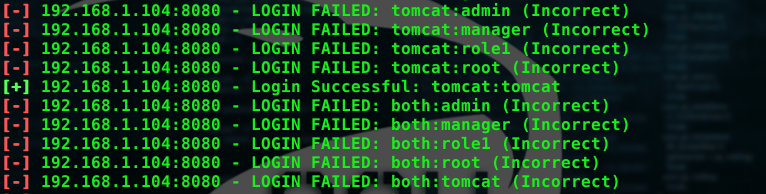 [-] 192.168.1.104:8080 - LOGIN FAILED: tomcat:admin (Incorrect)
[-] 192.168.1.104:8080 - LOGIN FAILED: tomcat:manager (Incorrect)
[-] 192.168.1.104:8080 - LOGIN FAILED: tomcat:role1 (Incorrect)
[-] 192.168.1.104:8080 - LOGIN FAILED: tomcat:root (Incorrect)
[+] 192.168.1.104:8080 - Login Successful: tomcat:tomcat
[-] 192.168.1.104:8080 - LOGIN FAILED: both:admin (Incorrect)
[-] 192.168.1.104:8080 - LOGIN FAILED: both:manager (Incorrect)
[-] 192.168.1.104:8080 - LOGIN FAILED: both:role1 (Incorrect)
[-] 192.168.1.104:8080 - LOGIN FAILED: both:root (Incorrect)
[-] 192.168.1.104:8080 - LOGIN FAILED: both:tomcat (Incorrect)